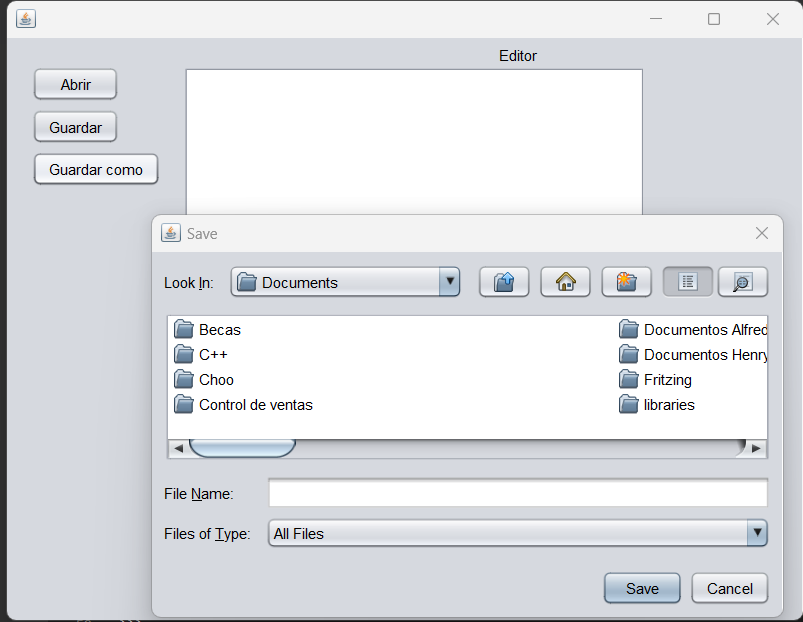 Editor
Abrir
Guardar
Guardar como
Save
Look In: Documents
Becas
C++
Choo
Control de ventas
Documentos Alfred
Documentos Henry
Fritzing
libraries
File Name:
Files of Type: All Files
Save Cancel